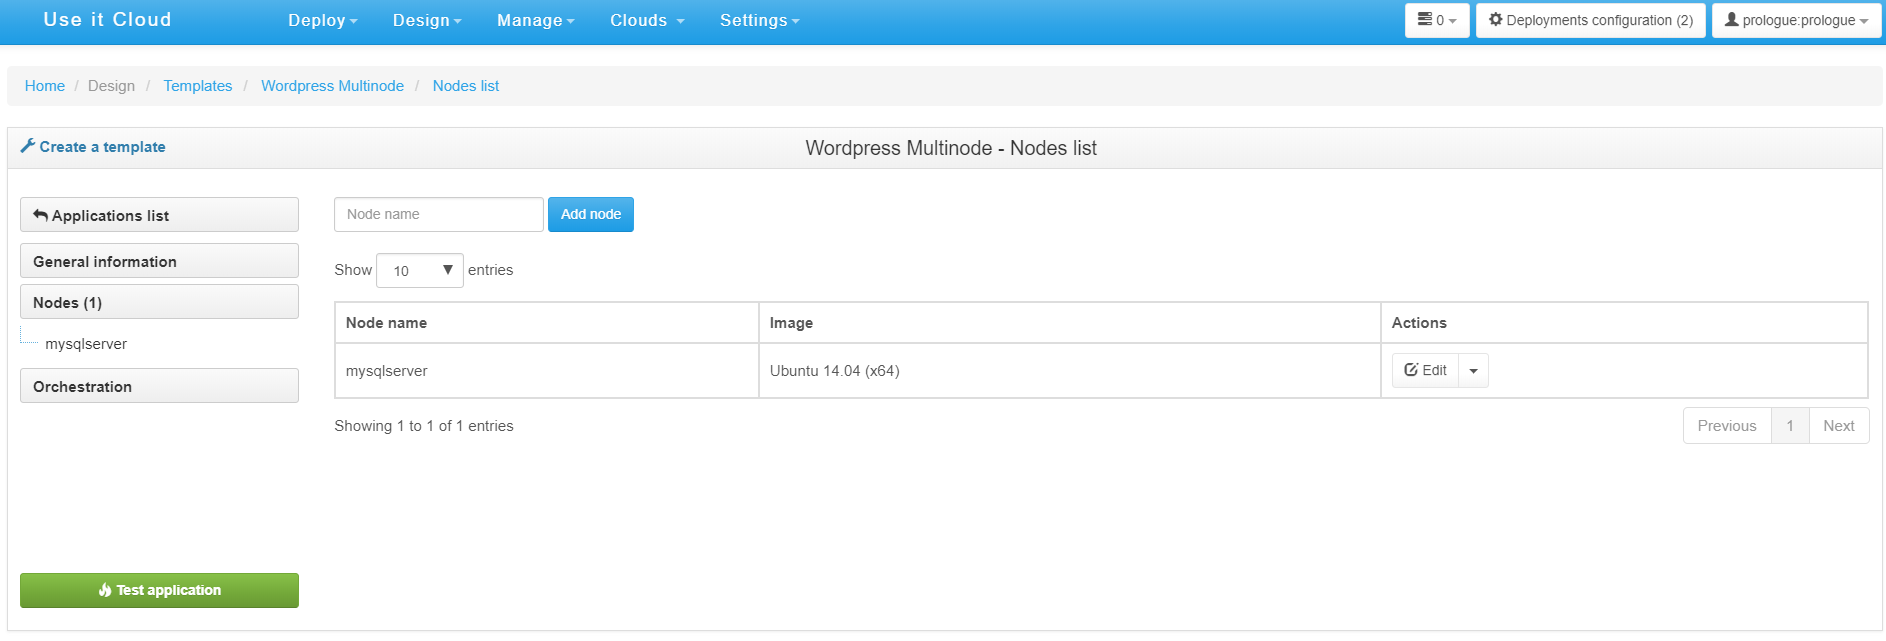 Use it Cloud Deploy Design Manage Clouds Settings 0 Deployments configuration (2) prologue:prologue
Home / Design / Templates / Wordpress Multinode / Nodes list
Create a template Wordpress Multinode - Nodes list
Applications list
General information
Nodes (1)
mysqlserver
Orchestration
Test application
Node name Add node
Show 10 entries
Node name Image Actions
mysqlserver Ubuntu 14.04 (x64) Edit
Showing 1 to 1 of 1 entries Previous 1 Next